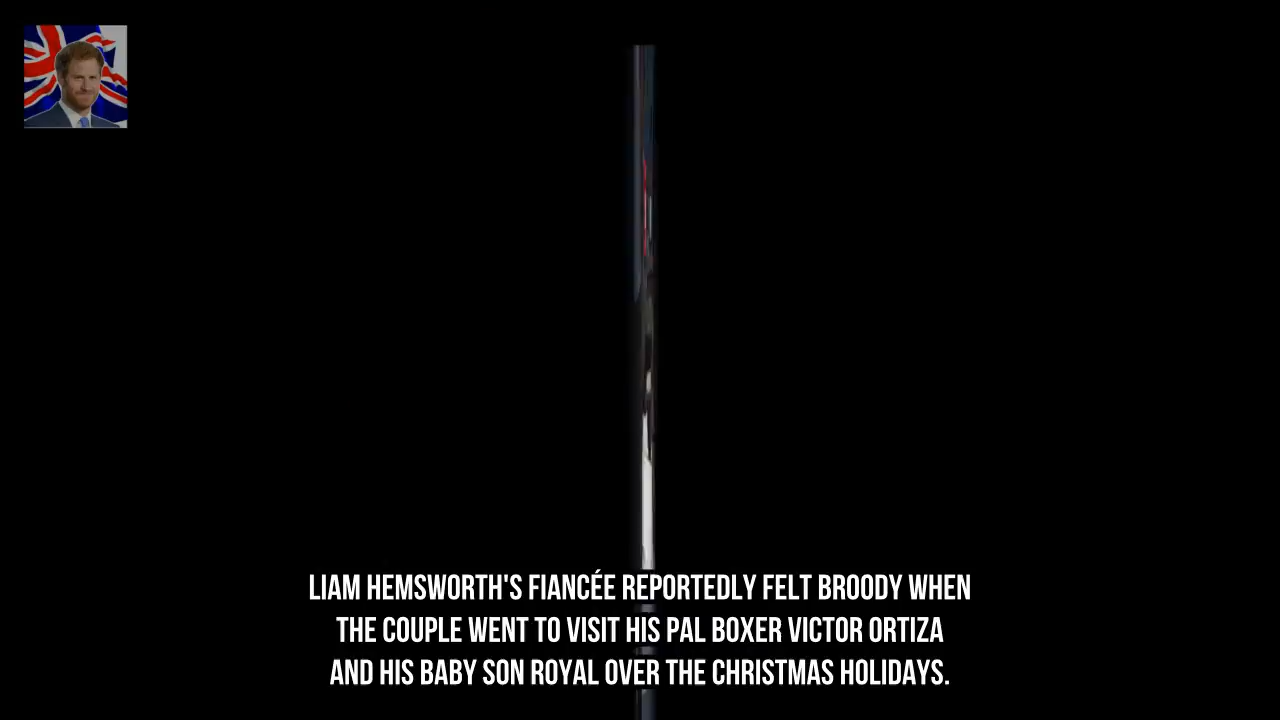 LIAM HEMSWORTH'S FIANCÉE REPORTEDLY FELT BROODY WHEN
THE COUPLE WENT TO VISIT HIS PAL BOXER VICTOR ORTIZA
AND HIS BABY SON ROYAL OVER THE CHRISTMAS HOLIDAYS.